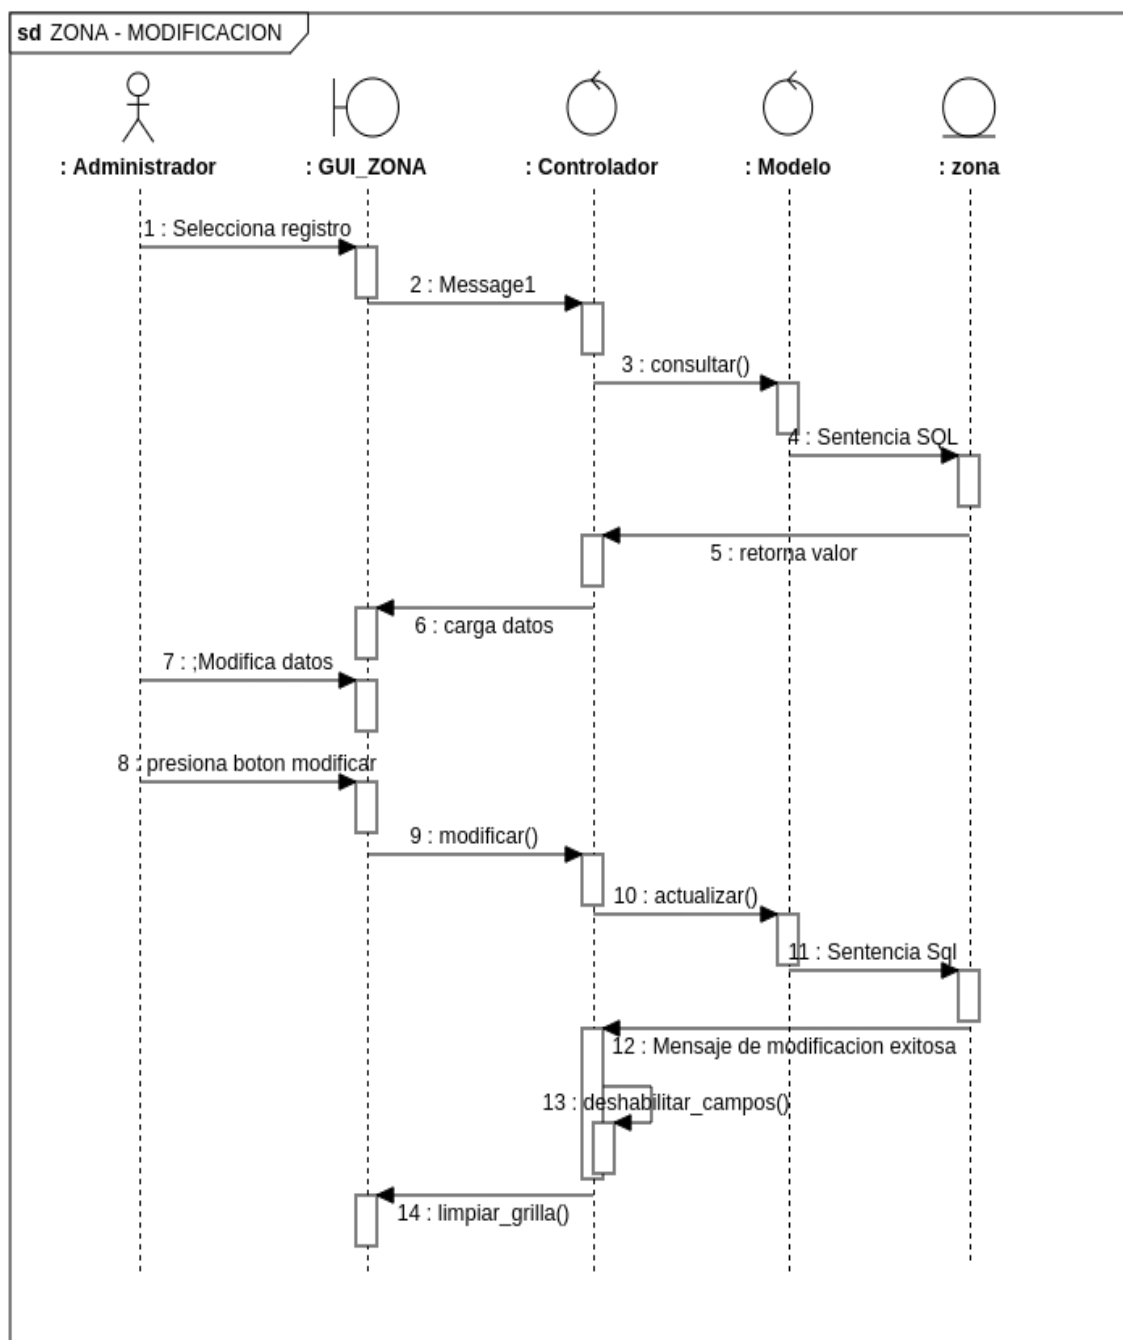 sd ZONA - MODIFICACION
: Administrador
: GUI_ZONA
: Controlador
: Modelo
: zona
1 : Selecciona registro
2 : Message1
3 : consultar()
4 : Sentencia SQL
5 : retorna valor
6 : carga datos
7 : ;Modifica datos
8 : presiona boton modificar
9 : modificar()
10 : actualizar()
11 : Sentencia Sql
12 : Mensaje de modificacion exitosa
13 : deshabilitar_campos()
14 : limpiar_grilla()